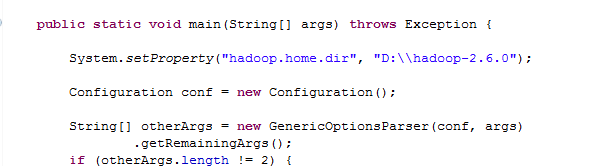 public static void main(String[] args) throws Exception {
System.setProperty("hadoop.home.dir", "D:\\hadoop-2.6.0");
Configuration conf = new Configuration();
String[] otherArgs = new GenericOptionsParser(conf, args)
.getRemainingArgs();
if (otherArgs.length != 2) {